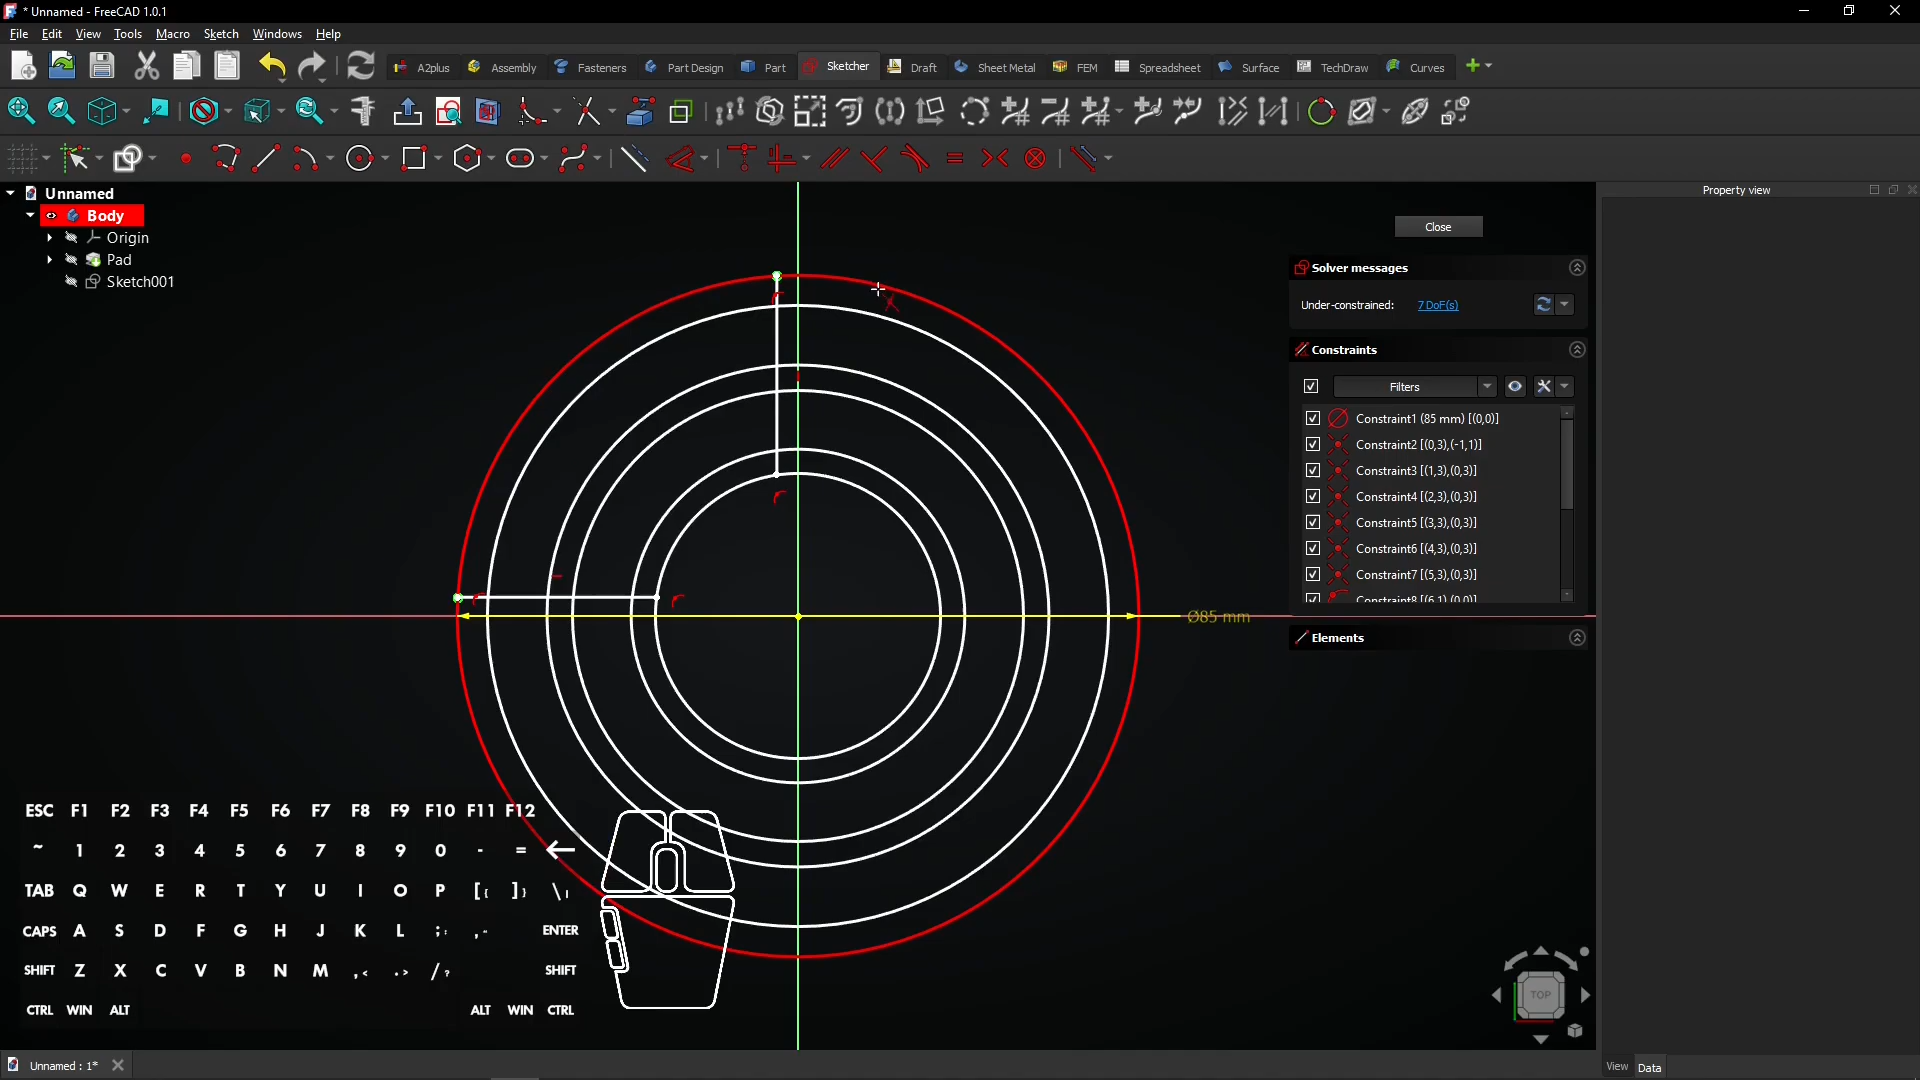 * Unnamed - FreeCAD 1.0.1
File Edit View Tools Macro Sketch Windows Help
A2plus Assembly Fasteners Part Design Part Sketcher Draft Sheet Metal FEM Spreadsheet Surface TechDraw Curves
Unnamed
Body
Origin
Pad
Sketch001
Property view
Close
Solver messages
Under-constrained: 7 DoF(s)
Constraints
Filters
Constraint1 (85 mm) [(0,0)]
Constraint2 [(0,3),(-1,1)]
Constraint3 [(1,3),(0,3)]
Constraint4 [(2,3),(0,3)]
Constraint5 [(3,3),(0,3)]
Constraint6 [(4,3),(0,3)]
Constraint7 [(5,3),(0,3)]
Constraint8 [(6,1),(0,0)]
Elements
Ø85 mm
ESC F1 F2 F3 F4 F5 F6 F7 F8 F9 F10 F11 F12
~ 1 2 3 4 5 6 7 8 9 0 - =
TAB Q W E R T Y U I O P [{ ]} \|
CAPS A S D F G H J K L ;: ," ENTER
SHIFT Z X C V B N M ,< .> /? SHIFT
CTRL WIN ALT ALT WIN CTRL
TOP
Unnamed : 1*
View Data